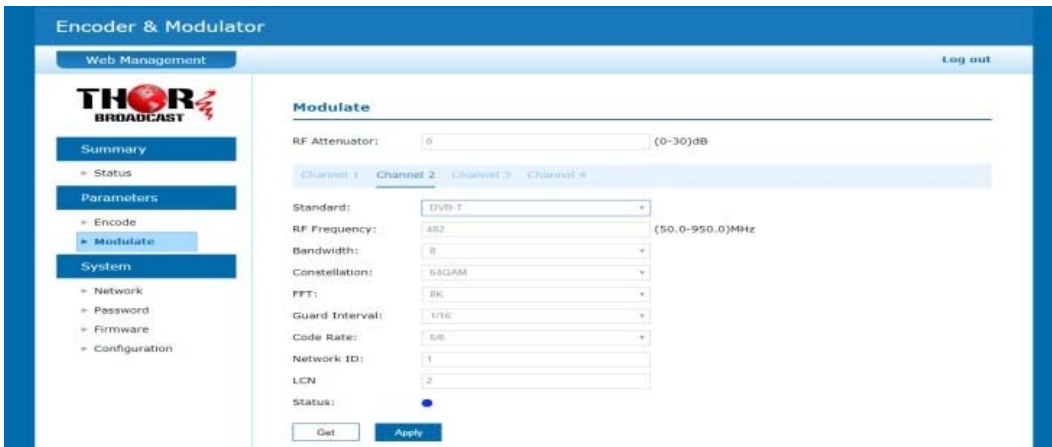 Encoder & Modulator
Web Management
Log out
THOR
BROADCAST
Summary
Status
Parameters
Encode
Modulate
System
Network
Password
Firmware
Configuration
Modulate
RF Attenuator: 0 (0-30)dB
Channel 1 Channel 2 Channel 3 Channel 4
Standard: DVB-T
RF Frequency: 482 (50.0-950.0)MHz
Bandwidth: 8
Constellation: 64QAM
FFT: 8K
Guard Interval: 1/16
Code Rate: 5/6
Network ID: 1
LCN 2
Status:
Get Apply